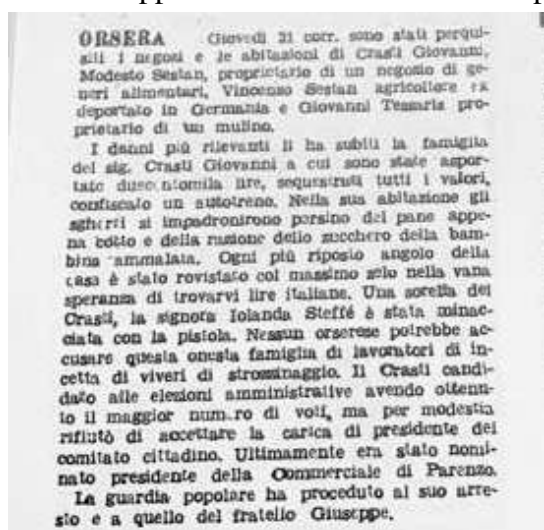 ORSERA Giovedì 31 corr. sono stati perqui-
siti i negozi e le abitazioni di Crasti Giovanni,
Modesto Sestan, proprietario di un negozio di ge-
neri alimentari, Vincenzo Sestan agricoltore ex
deportato in Germania e Giovanni Tessaris pro-
prietario di un mulino.
I danni più rilevanti li ha subiti la famiglia
del sig. Crasti Giovanni a cui sono state aspor-
tate duecentomila lire, sequestrati tutti i valori,
confiscato un autotreno. Nella sua abitazione gli
sgherri si impadronirono persino del pane appe-
na cotto e della razione dello zucchero della bam-
bina ammalata. Ogni più riposto angolo della
casa è stato rovistato col massimo zelo nella vana
speranza di trovarvi lire italiane. Una sorella dei
Crasti, la signora Iolanda Steffé è stata minac-
ciata con la pistola. Nessun orserese potrebbe ac-
cusare questa onesta famiglia di lavoratori di in-
cetta di viveri di strozzinaggio. Il Crasti candi-
dato alle elezioni amministrative avendo ottenu-
to il maggior num.ro di voti, ma per modestia
rifiutò di accettare la carica di presidente del
comitato cittadino. Ultimamente era stato nomi-
nato presidente della Commerciale di Parenzo.
La guardia popolare ha proceduto al suo arre-
sto e a quello del fratello Giuseppe.